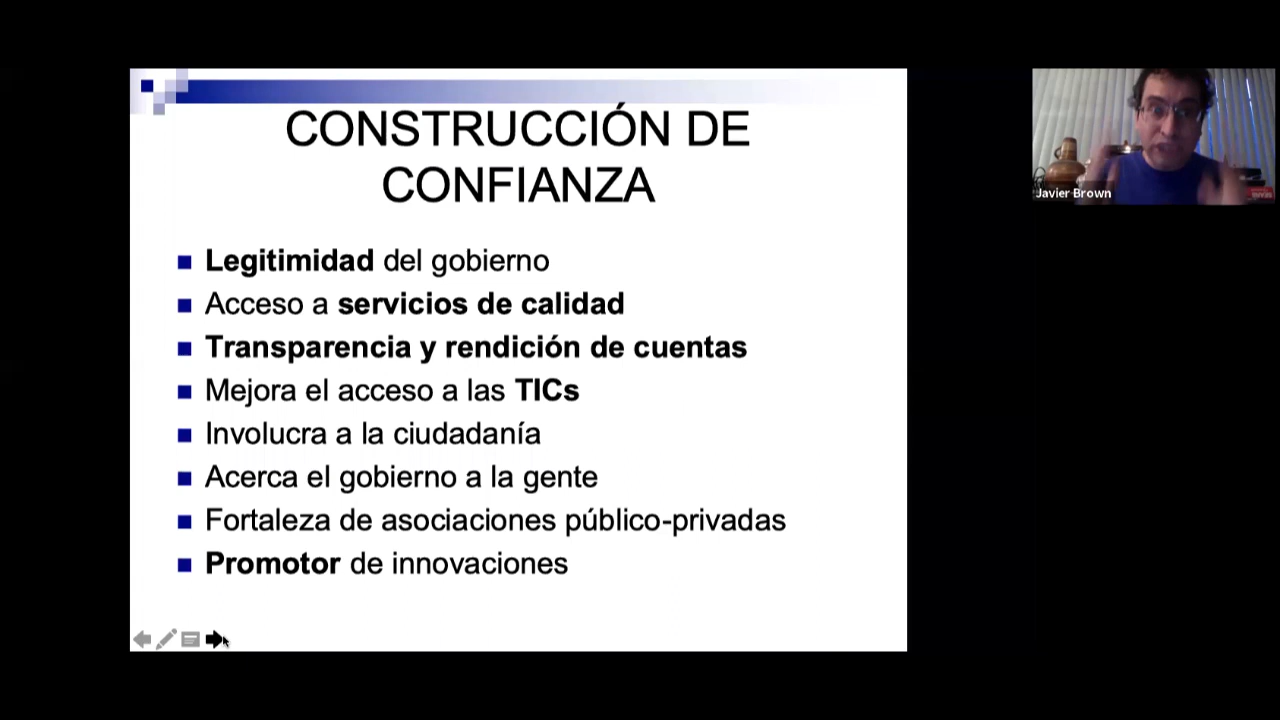 CONSTRUCCIÓN DE
CONFIANZA
Legitimidad del gobierno
Acceso a servicios de calidad
Transparencia y rendición de cuentas
Mejora el acceso a las TICs
Involucra a la ciudadanía
Acerca el gobierno a la gente
Fortaleza de asociaciones público-privadas
Promotor de innovaciones
Javier Brown